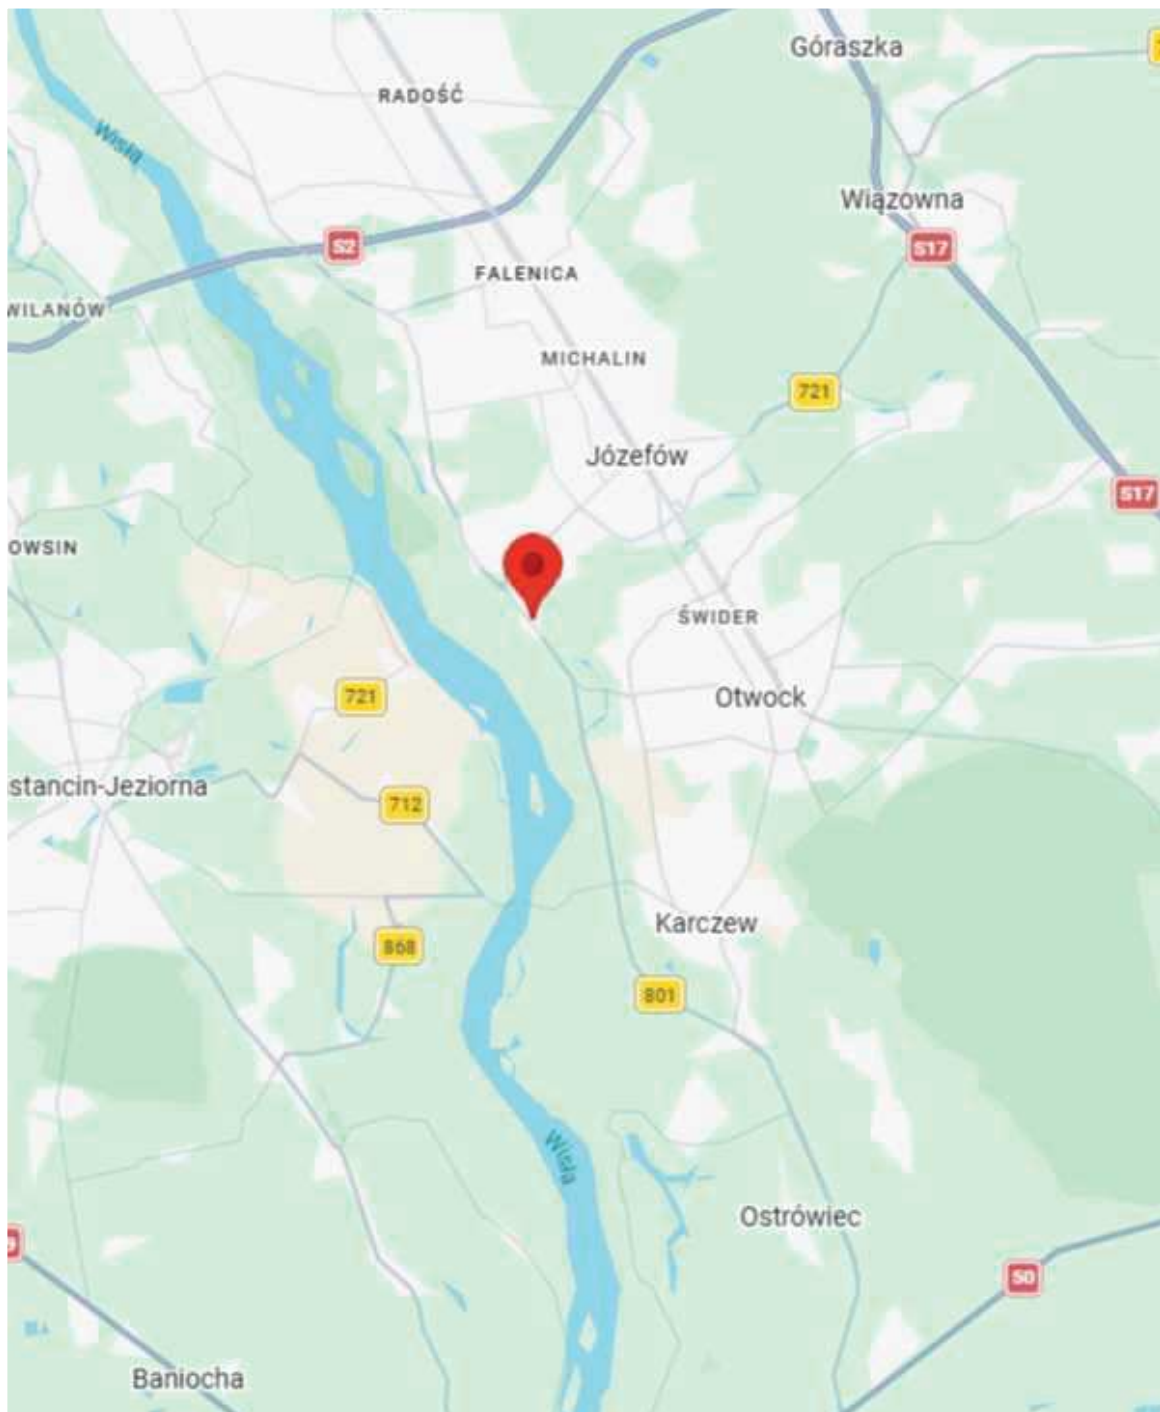 Góraszka
RADOŚĆ
Wisła
Wiązowna
S2
S17
FALENICA
WILANÓW
MICHALIN
721
Józefów
S17
OWSIN
ŚWIDER
721
Otwock
stancin-Jeziorna
712
Karczew
868
801
Wisła
Ostrówiec
S0
Baniocha